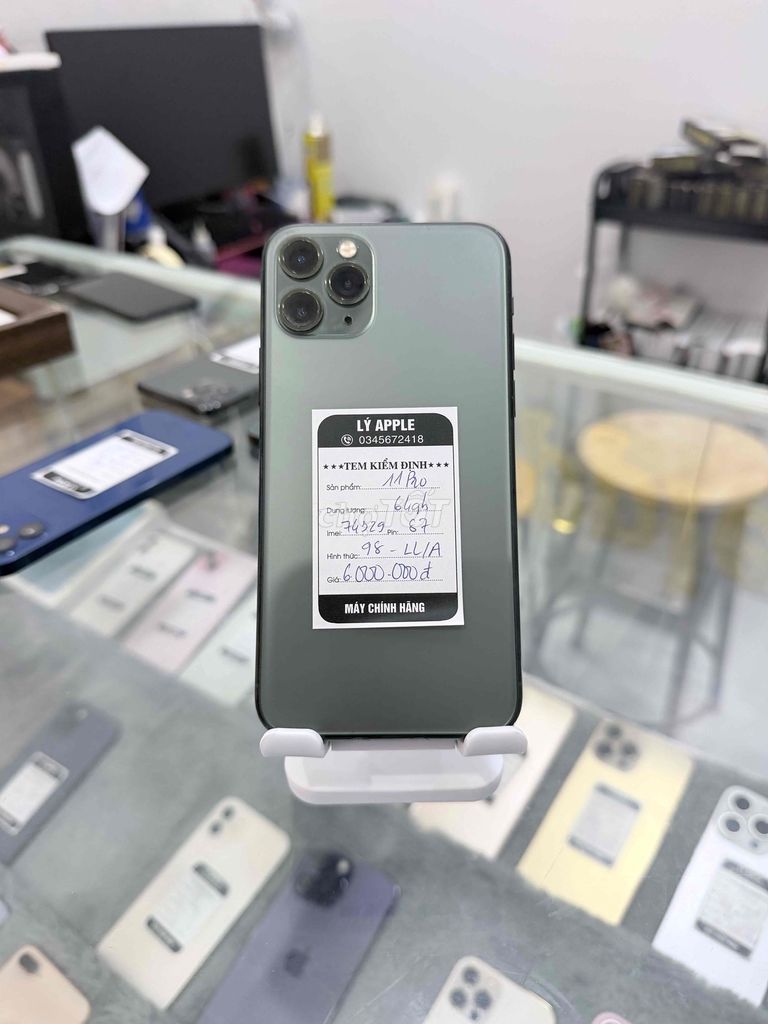 LÝ APPLE
0345672418
★★★TEM KIỂM ĐỊNH★★★
Sản phẩm: 11 Pro
Dung lượng: 64gb
chợTỐT
Imei: 74529 Pin: 87
Hình thức: 98 - LL/A
Giá: 6.000.000đ
MÁY CHÍNH HÃNG